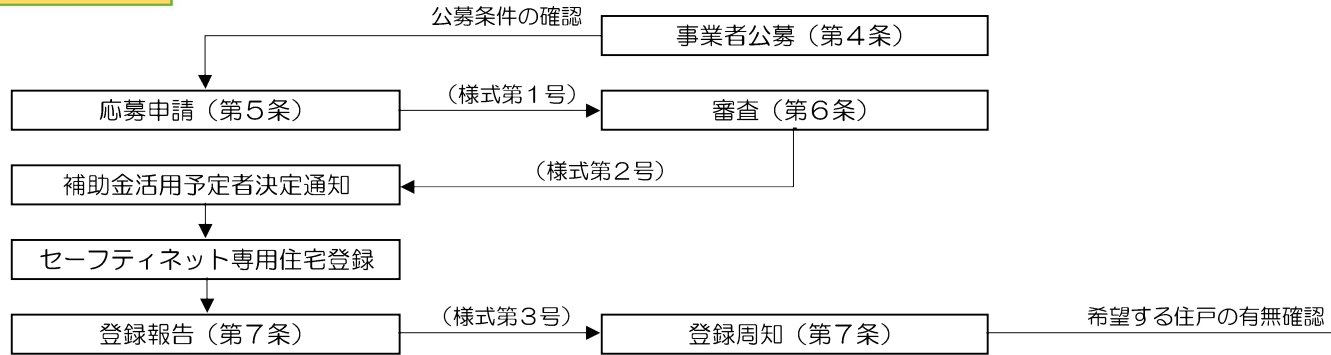 公募条件の確認
事業者公募（第４条）
応募申請（第５条）
（様式第１号）
審査（第６条）
（様式第２号）
補助金活用予定者決定通知
セーフティネット専用住宅登録
登録報告（第７条）
（様式第３号）
登録周知（第７条）
希望する住戸の有無確認